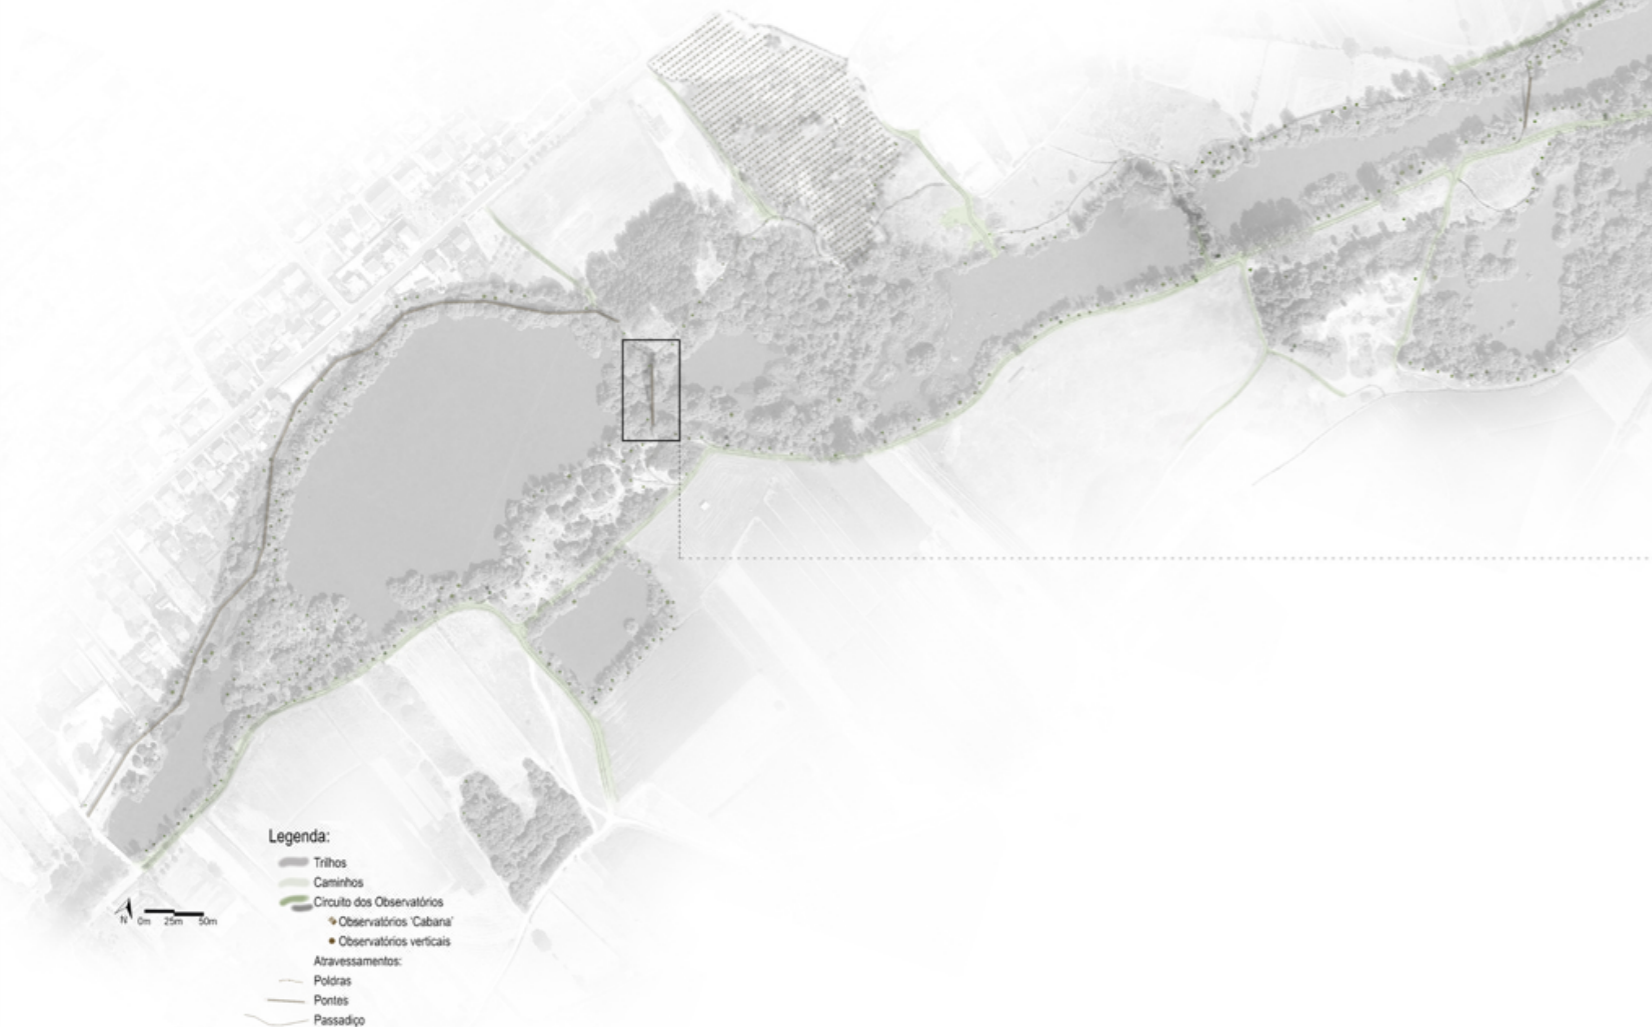 Legenda:
Trilhos
Caminhos
Circuito dos Observatórios
Observatórios 'Cabana'
Observatórios verticais
Atravessamentos:
Poldras
Pontes
Passadiço
N 0m 25m 50m